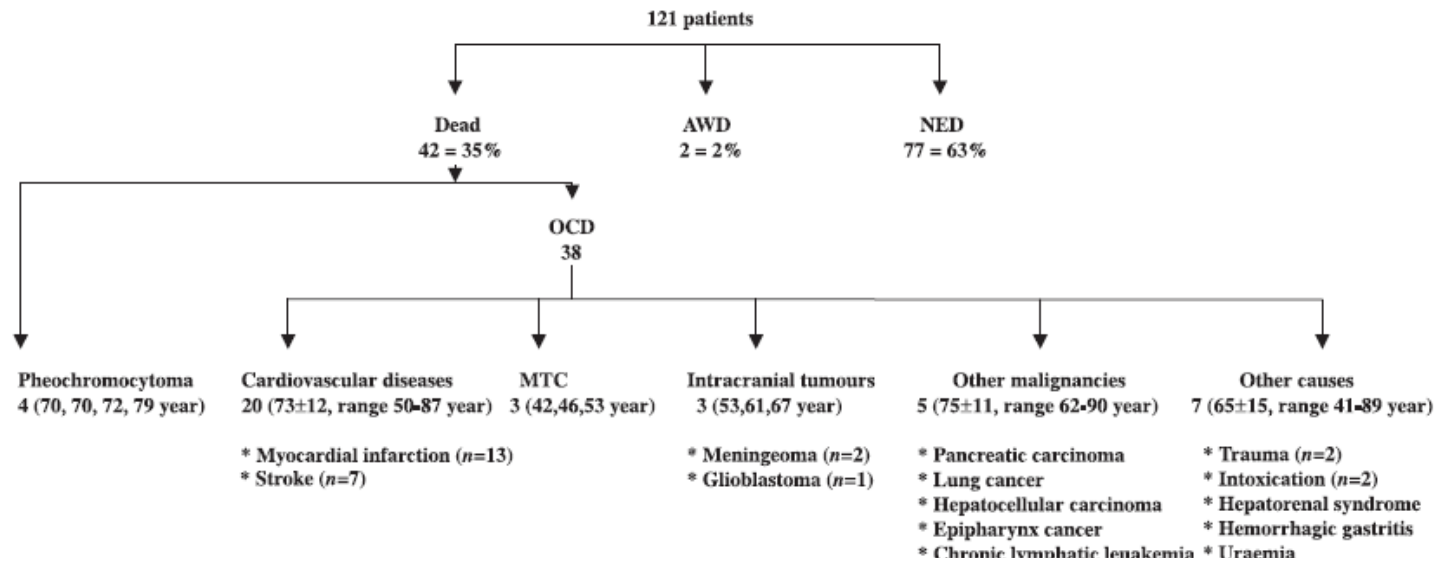 121 patients
Dead
42 = 35%
AWD
2 = 2%
NED
77 = 63%
OCD
38
Pheochromocytoma
4 (70, 70, 72, 79 year)
Cardiovascular diseases
20 (73±12, range 50-87 year)
* Myocardial infarction (n=13)
* Stroke (n=7)
MTC
3 (42,46,53 year)
Intracranial tumours
3 (53,61,67 year)
* Meningeoma (n=2)
* Glioblastoma (n=1)
Other malignancies
5 (75±11, range 62-90 year)
* Pancreatic carcinoma
* Lung cancer
* Hepatocellular carcinoma
* Epipharynx cancer
* Chronic lymphatic leuakemia
Other causes
7 (65±15, range 41-89 year)
* Trauma (n=2)
* Intoxication (n=2)
* Hepatorenal syndrome
* Hemorrhagic gastritis
* Uraemia